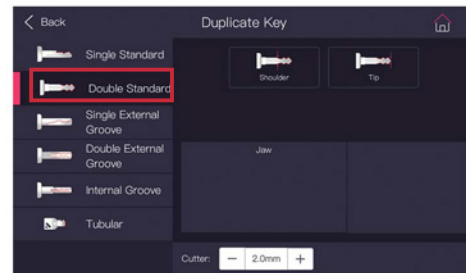 Back
Duplicate Key
Single Standard
Double Standard
Single External
Groove
Double External
Groove
Internal Groove
Tubular
Shoulder
Tip
Jaw
Cutter: − 2.0mm +